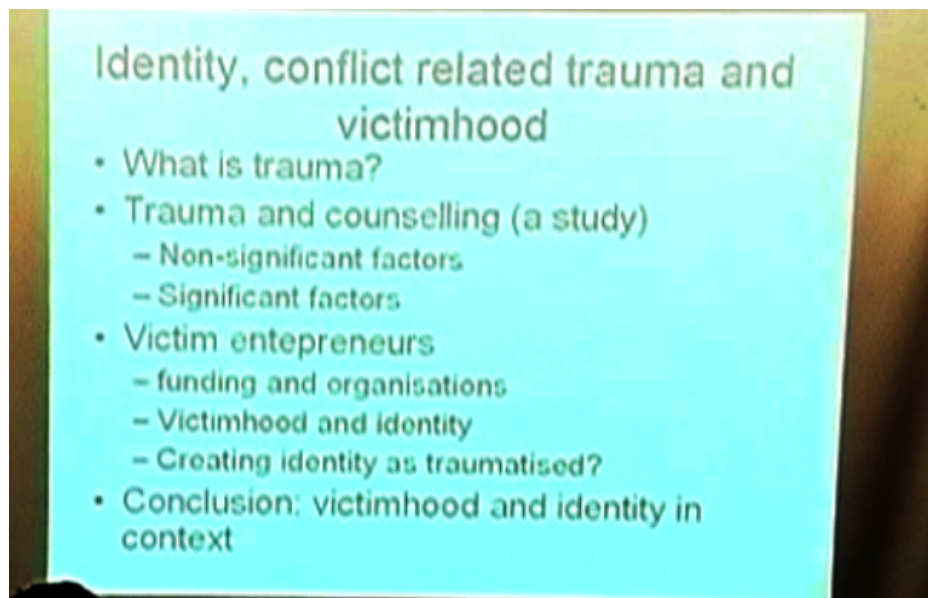 Identity, conflict related trauma and
victimhood
• What is trauma?
• Trauma and counselling (a study)
– Non-significant factors
– Significant factors
• Victim entepreneurs
– funding and organisations
– Victimhood and identity
– Creating identity as traumatised?
• Conclusion: victimhood and identity in
context